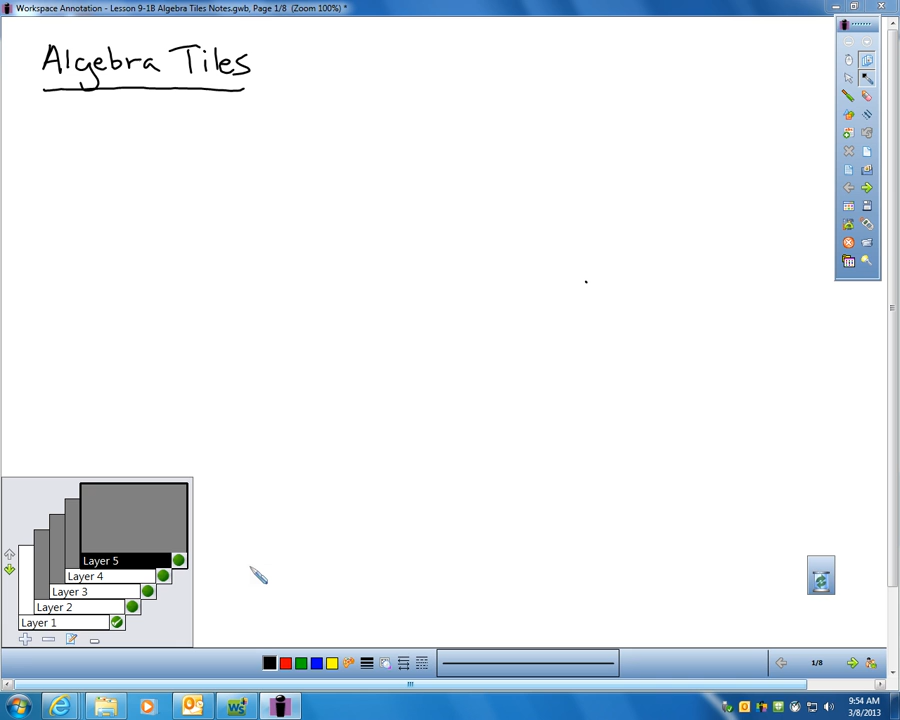 Workspace Annotation - Lesson 9-1B Algebra Tiles Notes.gwb, Page 1/8 (Zoom 100%) *
Algebra Tiles
Layer 5
Layer 4
Layer 3
Layer 2
Layer 1
1/8
9:54 AM
3/8/2013